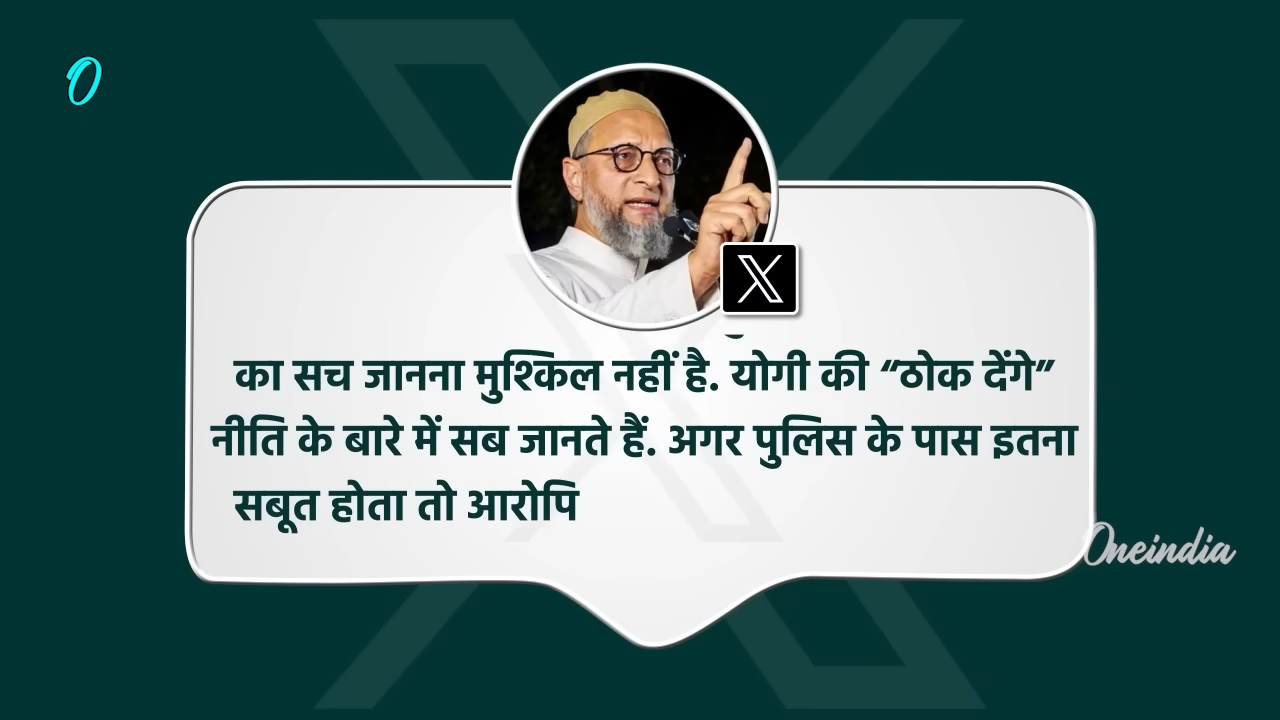 O
का सच जानना मुश्किल नहीं है. योगी की “ठोक देंगे”
नीति के बारे में सब जानते हैं. अगर पुलिस के पास इतना
सबूत होता तो आरोपि
Oneindia